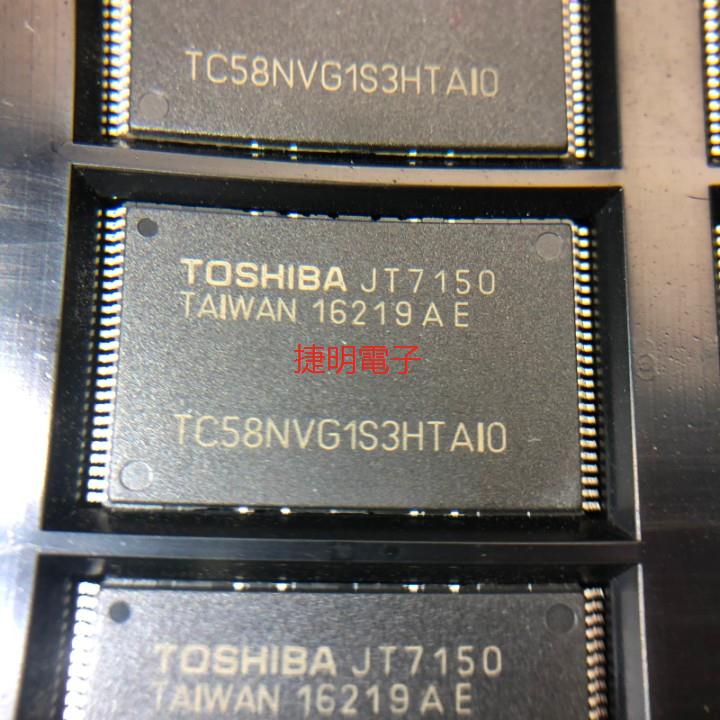 TC58NVG1S3HTAI0
TOSHIBA JT7150
TAIWAN 16219AE
捷明電子
TC58NVG1S3HTAI0
TOSHIBA JT7150
TAIWAN 16219AE